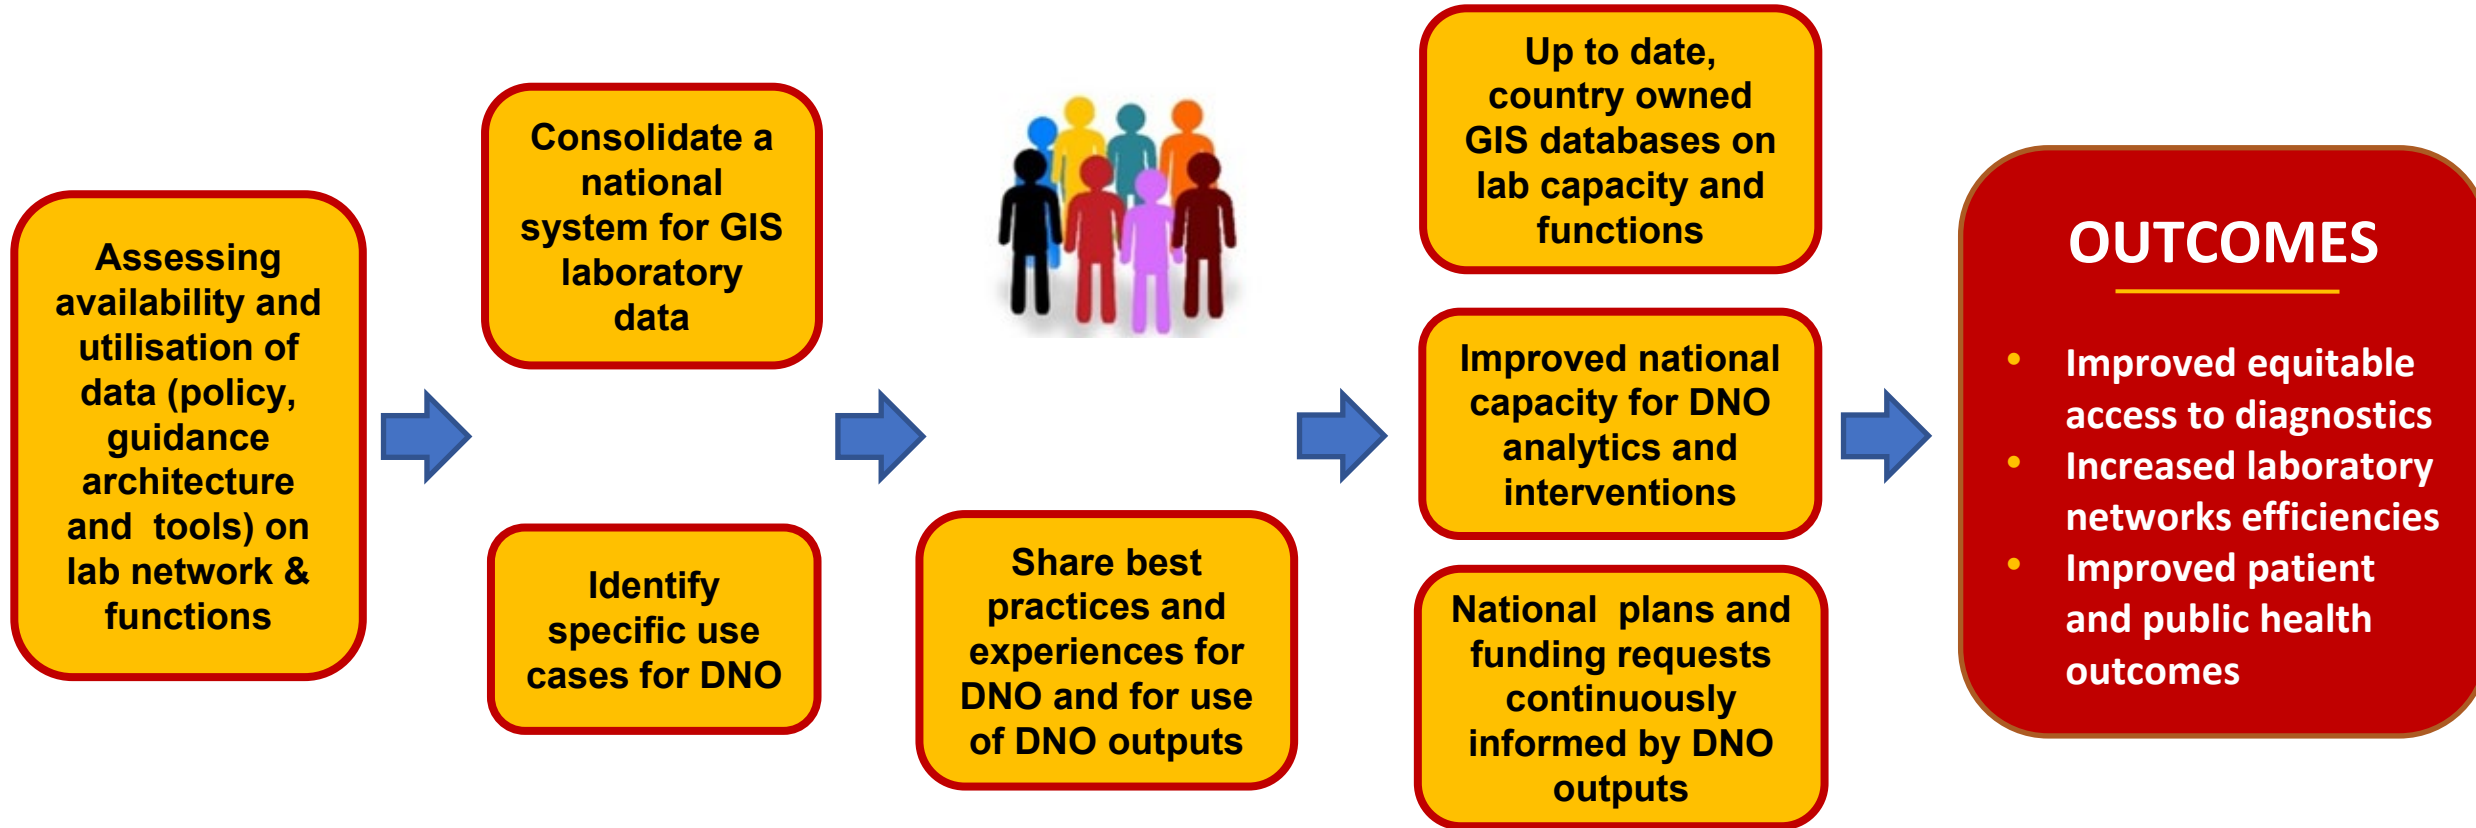 Assessing
availability and
utilisation of
data (policy,
guidance
architecture
and  tools) on
lab network &
functions
Consolidate a
national
system for GIS
laboratory
data
Identify
specific use
cases for DNO
Share best
practices and
experiences for
DNO and for use
of DNO outputs
Up to date,
country owned
GIS databases on
lab capacity and
functions
Improved national
capacity for DNO
analytics and
interventions
National  plans and
funding requests
continuously
informed by DNO
outputs
OUTCOMES
• Improved equitable
access to diagnostics
• Increased laboratory
networks efficiencies
• Improved patient
and public health
outcomes